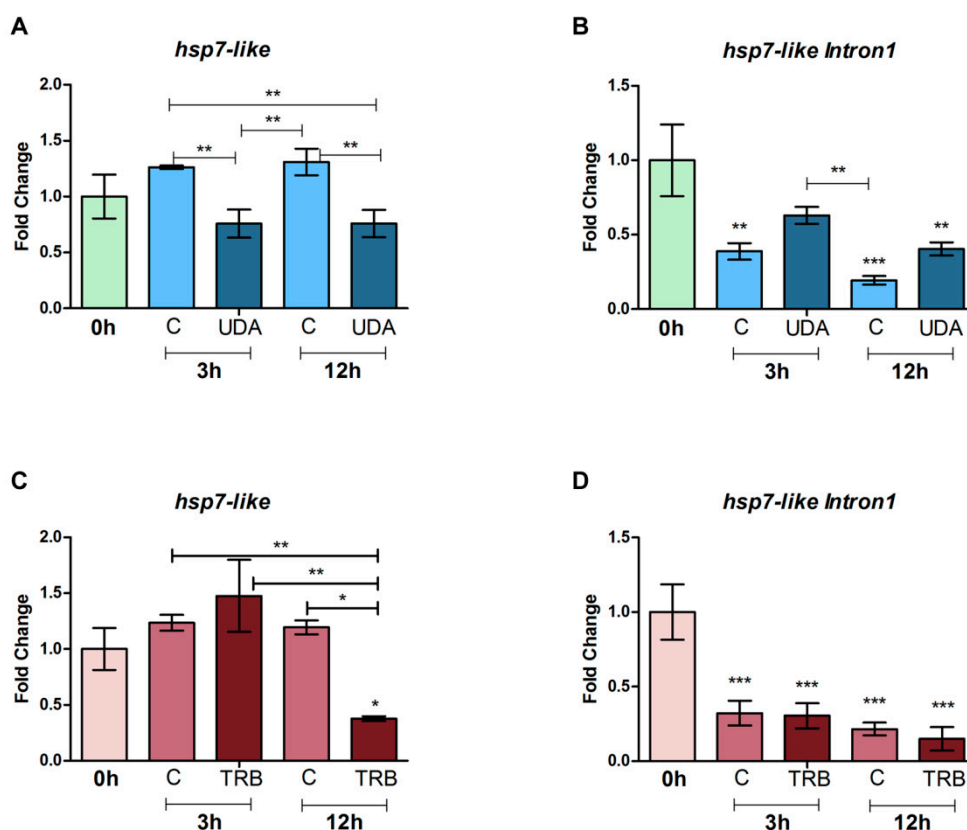 A
hsp7-like
Fold Change
2.0
1.5
1.0
0.5
0.0
**
**
**
**
0h
C
UDA
C
UDA
3h
12h
B
hsp7-like Intron1
Fold Change
1.5
1.0
0.5
0.0
**
**
***
**
0h
C
UDA
C
UDA
3h
12h
C
hsp7-like
Fold Change
2.0
1.5
1.0
0.5
0.0
**
**
*
*
0h
C
TRB
C
TRB
3h
12h
D
hsp7-like Intron1
Fold Change
1.5
1.0
0.5
0.0
***
***
***
***
0h
C
TRB
C
TRB
3h
12h